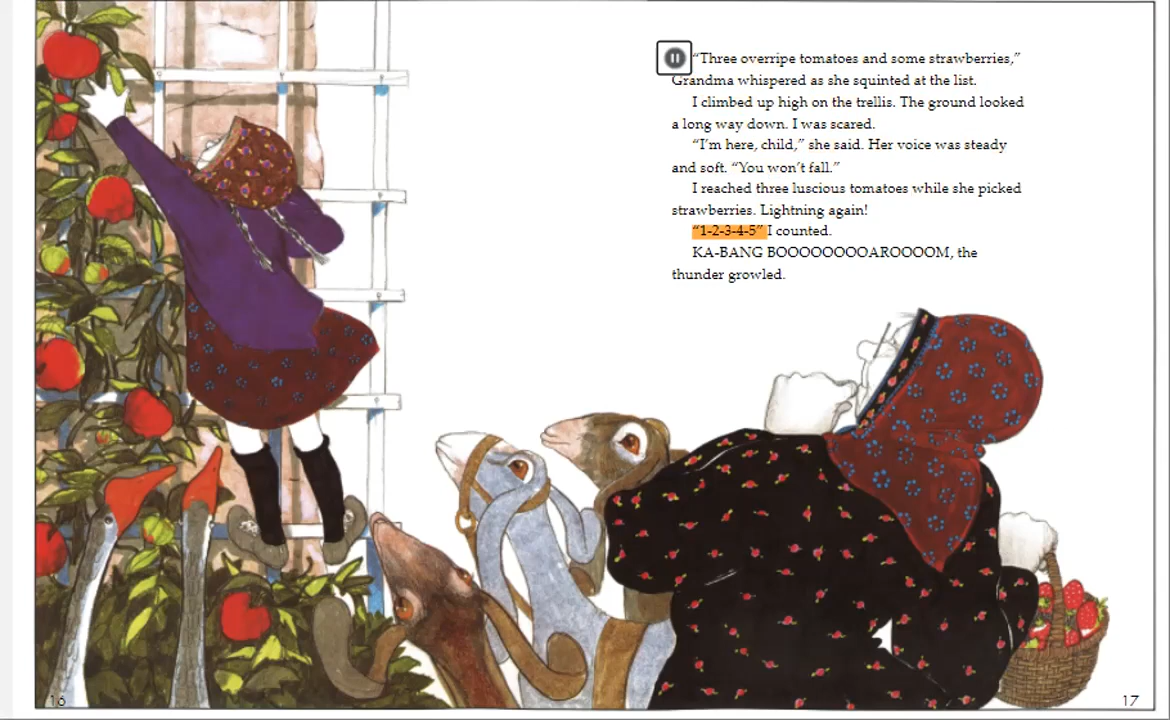 “Three overripe tomatoes and some strawberries,”
Grandma whispered as she squinted at the list.
I climbed up high on the trellis. The ground looked
a long way down. I was scared.
“I’m here, child,” she said. Her voice was steady
and soft. “You won’t fall.”
I reached three luscious tomatoes while she picked
strawberries. Lightning again!
“1-2-3-4-5” I counted.
KA-BANG BOOOOOOOOAROOOOM, the
thunder growled.
16
17